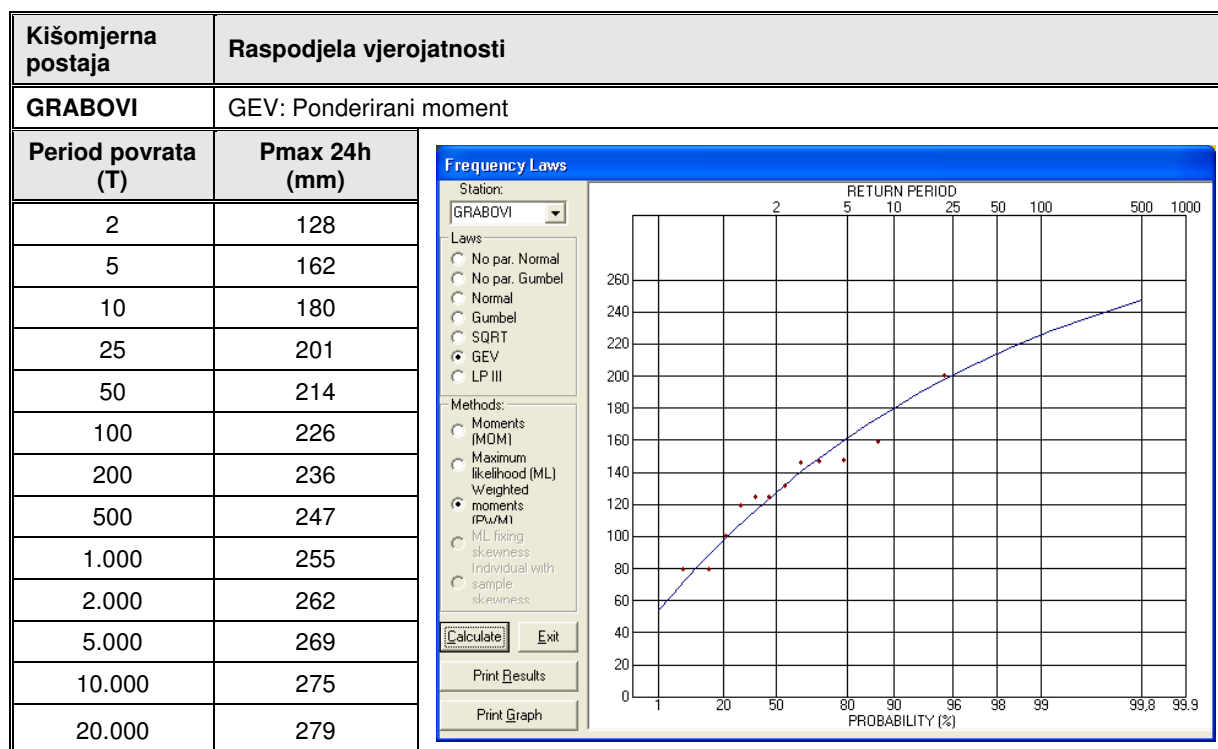 Kišomjerna
postaja
Raspodjela vjerojatnosti
GRABOVI
GEV: Ponderirani moment
Period povrata
(T)
Pmax 24h
(mm)
2 128
5 162
10 180
25 201
50 214
100 226
200 236
500 247
1.000 255
2.000 262
5.000 269
10.000 275
20.000 279
Frequency Laws
Station:
GRABOVI
Laws
No par. Normal
No par. Gumbel
Normal
Gumbel
SQRT
GEV
LP III
Methods:
Moments
(MOM)
Maximum
likelihood (ML)
Weighted
moments
(PWM)
ML fixing
skewness
Individual with
sample
skewness
Calculate Exit
Print Results
Print Graph
RETURN PERIOD
2 5 10 25 50 100 500 1000
260
240
220
200
180
160
140
120
100
80
60
40
20
0
1 20 50 80 90 96 98 99 99,8 99.9
PROBABILITY (%)